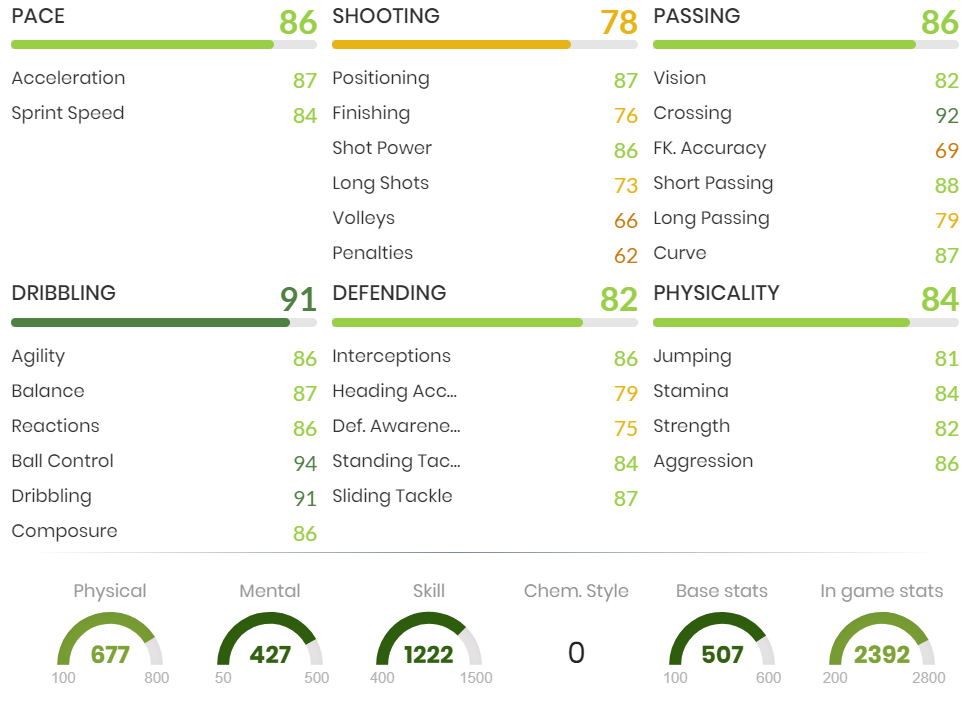 PACE 86
Acceleration 87
Sprint Speed 84
SHOOTING 78
Positioning 87
Finishing 76
Shot Power 86
Long Shots 73
Volleys 66
Penalties 62
PASSING 86
Vision 82
Crossing 92
FK. Accuracy 69
Short Passing 88
Long Passing 79
Curve 87
DRIBBLING 91
Agility 86
Balance 87
Reactions 86
Ball Control 94
Dribbling 91
Composure 86
DEFENDING 82
Interceptions 86
Heading Acc... 79
Def. Awarene... 75
Standing Tac... 84
Sliding Tackle 87
PHYSICALITY 84
Jumping 81
Stamina 84
Strength 82
Aggression 86
Physical
677
100 800
Mental
427
50 500
Skill
1222
400 1500
Chem. Style
0
Base stats
507
100 600
In game stats
2392
200 2800